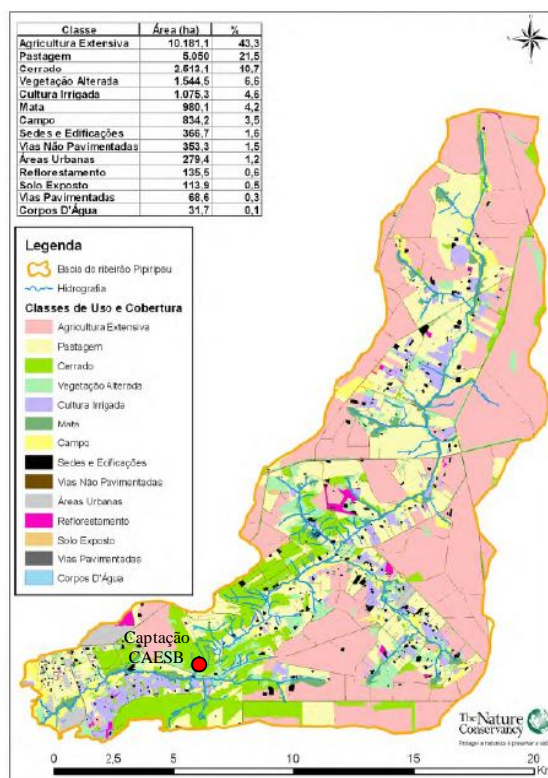 Classe Área (ha) %
Agricultura Extensiva 10.181,1 43,3
Pastagem 5.050 21,5
Cerrado 2.513,1 10,7
Vegetação Alterada 1.544,5 6,6
Cultura Irrigada 1.075,3 4,6
Mata 980,1 4,2
Campo 834,2 3,5
Sedes e Edificações 366,7 1,6
Vias Não Pavimentadas 353,3 1,5
Áreas Urbanas 279,4 1,2
Reflorestamento 135,5 0,6
Solo Exposto 113,9 0,5
Vias Pavimentadas 68,6 0,3
Corpos D'Água 31,7 0,1
Legenda
Bacia do ribeirão Pipiripau
Hidrografia
Classes de Uso e Cobertura
Agricultura Extensiva
Pastagem
Cerrado
Vegetação Alterada
Cultura Irrigada
Mata
Campo
Sedes e Edificações
Vias Não Pavimentadas
Áreas Urbanas
Reflorestamento
Solo Exposto
Vias Pavimentadas
Corpos D'Água
Captação
CAESB
The Nature
Conservancy
0 2,5 5 10 15 20